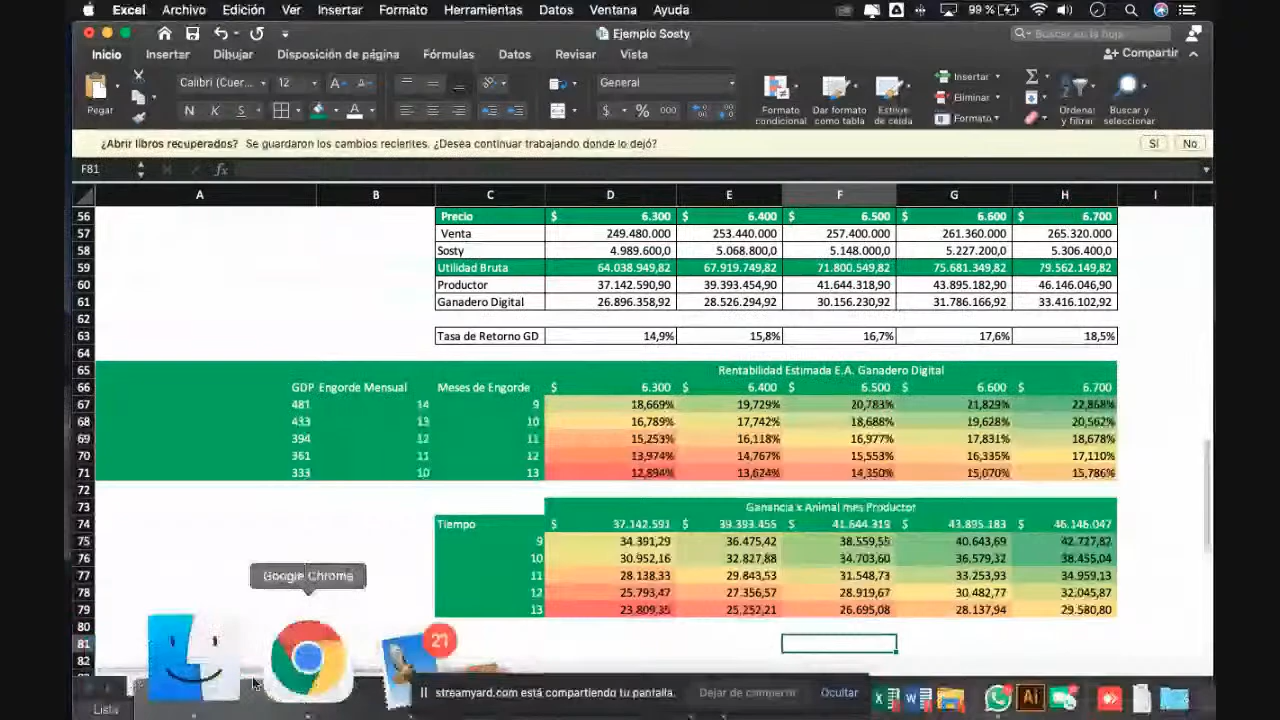 Excel Archivo Edición Ver Insertar Formato Herramientas Datos Ventana Ayuda 99 %
Ejemplo Sosty
Buscar en la hoja
Inicio Insertar Dibujar Disposición de página Fórmulas Datos Revisar Vista Compartir
Calibri (Cuer... 12 General Insertar
Pegar N K S $ % 000 Formato condicional Dar formato como tabla Estilos de celda Eliminar Formato Ordenar y filtrar Buscar y seleccionar
¿Abrir libros recuperados? Se guardaron los cambios recientes. ¿Desea continuar trabajando donde lo dejó? Sí No
F81 fx
A B C D E F G H I
56 Precio $ 6.300 $ 6.400 $ 6.500 $ 6.600 $ 6.700
57 Venta 249.480.000 253.440.000 257.400.000 261.360.000 265.320.000
58 Sosty 4.989.600,0 5.068.800,0 5.148.000,0 5.227.200,0 5.306.400,0
59 Utilidad Bruta 64.038.949,82 67.919.749,82 71.800.549,82 75.681.349,82 79.562.149,82
60 Productor 37.142.590,90 39.393.454,90 41.644.318,90 43.895.182,90 46.146.046,90
61 Ganadero Digital 26.896.358,92 28.526.294,92 30.156.230,92 31.786.166,92 33.416.102,92
62
63 Tasa de Retorno GD 14,9% 15,8% 16,7% 17,6% 18,5%
64
65 Rentabilidad Estimada E.A. Ganadero Digital
66 GDP Engorde Mensual Meses de Engorde $ 6.300 $ 6.400 $ 6.500 $ 6.600 $ 6.700
67 481 14 9 18,669% 19,729% 20,783% 21,829% 22,868%
68 433 13 10 16,789% 17,742% 18,688% 19,628% 20,562%
69 394 12 11 15,253% 16,118% 16,977% 17,831% 18,678%
70 361 11 12 13,974% 14,767% 15,553% 16,335% 17,110%
71 333 10 13 12,894% 13,624% 14,350% 15,070% 15,786%
72
73 Ganancia x Animal mes Productor
74 Tiempo $ 37.142.591 $ 39.393.455 $ 41.644.319 $ 43.895.183 $ 46.146.047
75 9 34.391,29 36.475,42 38.559,55 40.643,69 42.727,82
76 10 30.952,16 32.827,88 34.703,60 36.579,32 38.455,04
77 11 28.138,33 29.843,53 31.548,73 33.253,93 34.959,13
78 12 25.793,47 27.356,57 28.919,67 30.482,77 32.045,87
79 13 23.809,35 25.252,21 26.695,08 28.137,94 29.580,80
80
81
82
Google Chrome
21
streamyard.com está compartiendo tu pantalla. Dejar de compartir Ocultar
Lista